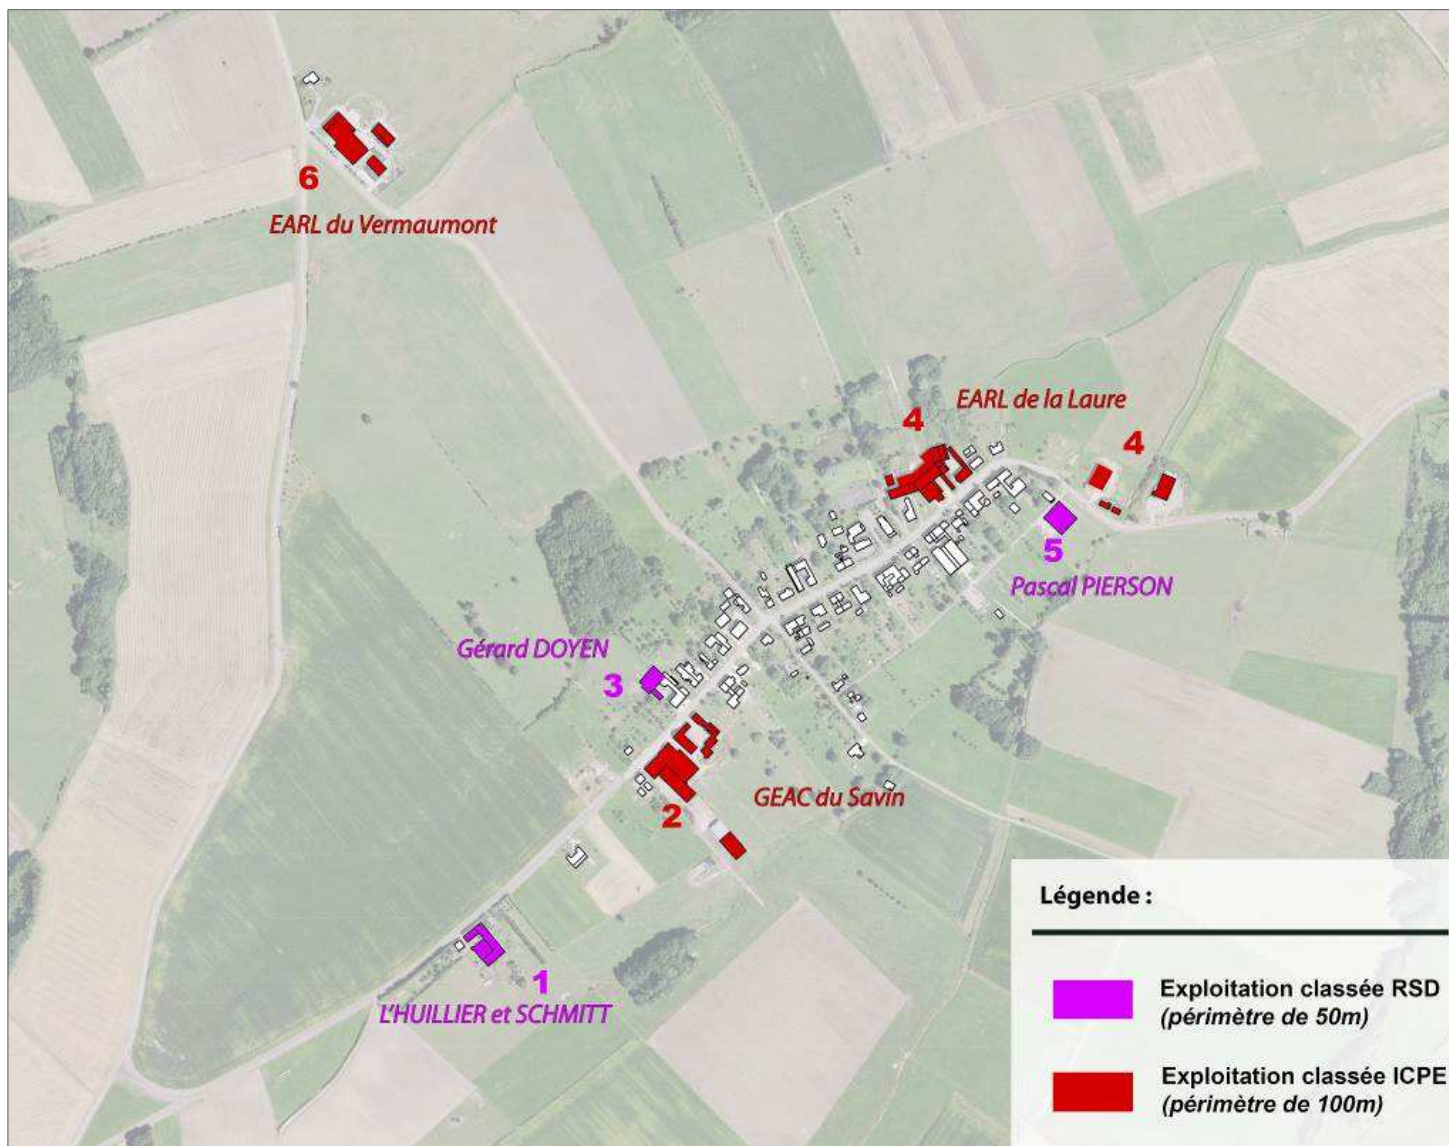 6
EARL du Vermaumont
EARL de la Laure
4
4
5
Pascal PIERSON
Gérard DOYEN
3
GEAC du Savin
2
1
L'HUILLIER et SCHMITT
Légende :
Exploitation classée RSD
(périmètre de 50m)
Exploitation classée ICPE
(périmètre de 100m)